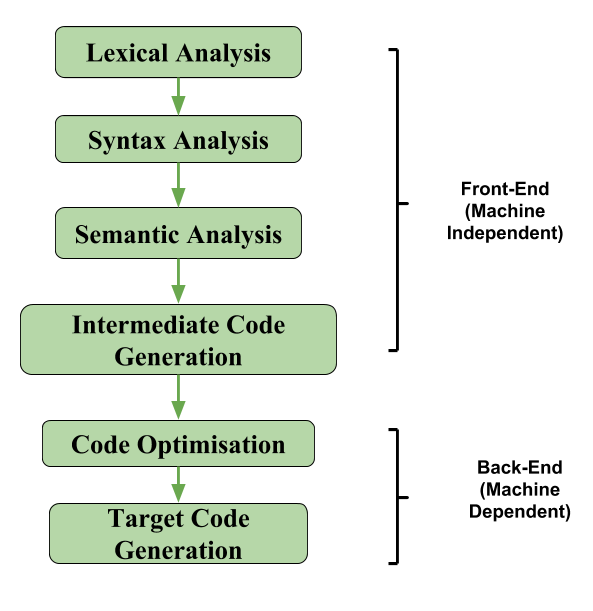 Lexical Analysis
Syntax Analysis
Semantic Analysis
Intermediate Code
Generation
Front-End
(Machine
Independent)
Code Optimisation
Target Code
Generation
Back-End
(Machine
Dependent)